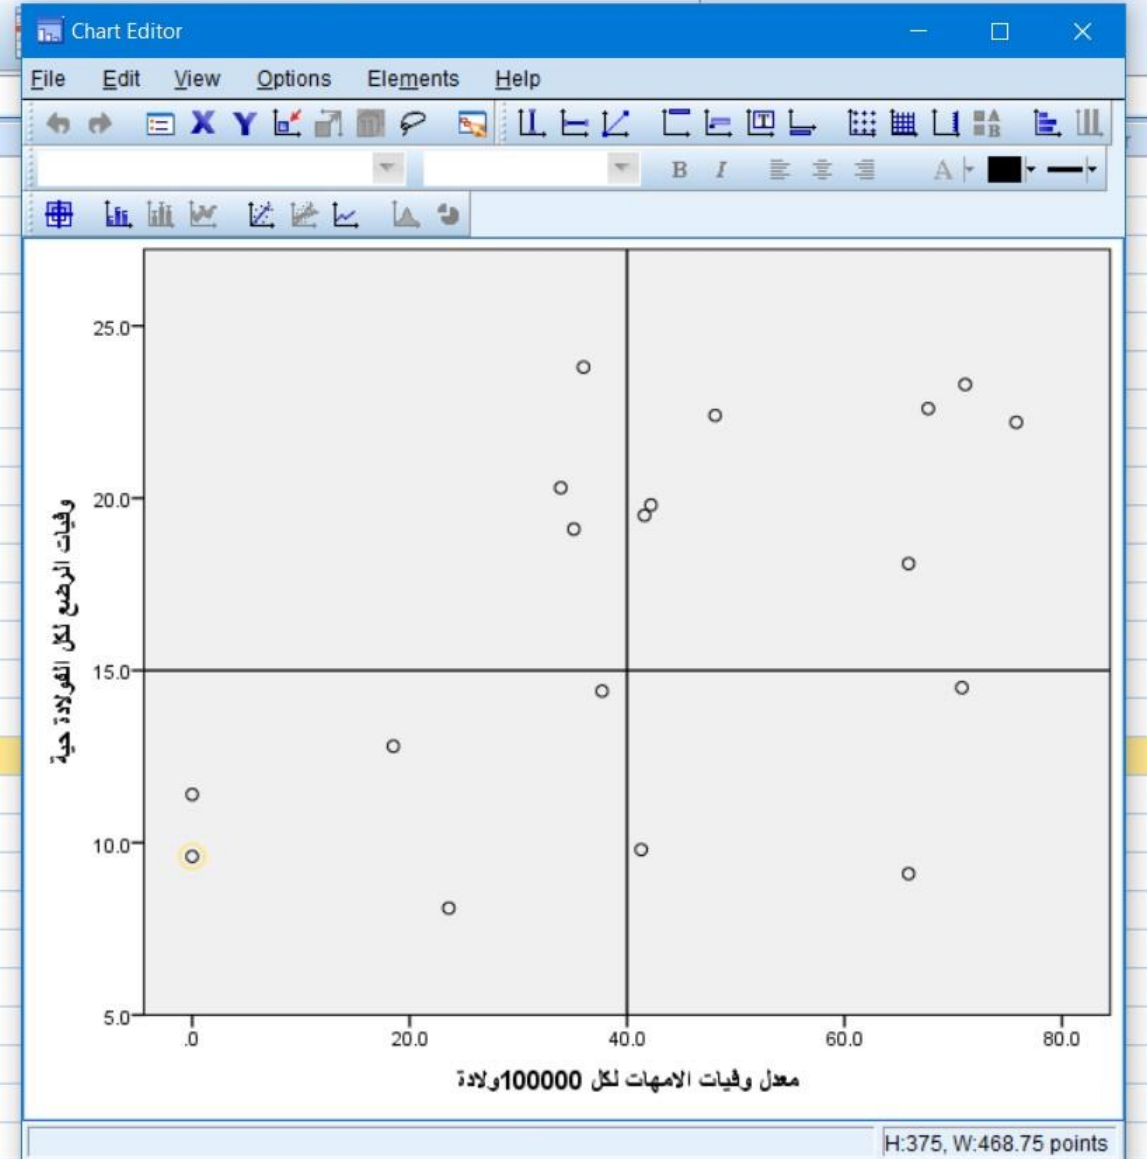 Chart Editor
File Edit View Options Elements Help
B I A
25.0
20.0
15.0
10.0
5.0
وفيات الرضع لكل الفولادة حية
.0 20.0 40.0 60.0 80.0
معدل وفيات الامهات لكل 100000ولادة
H:375, W:468.75 points